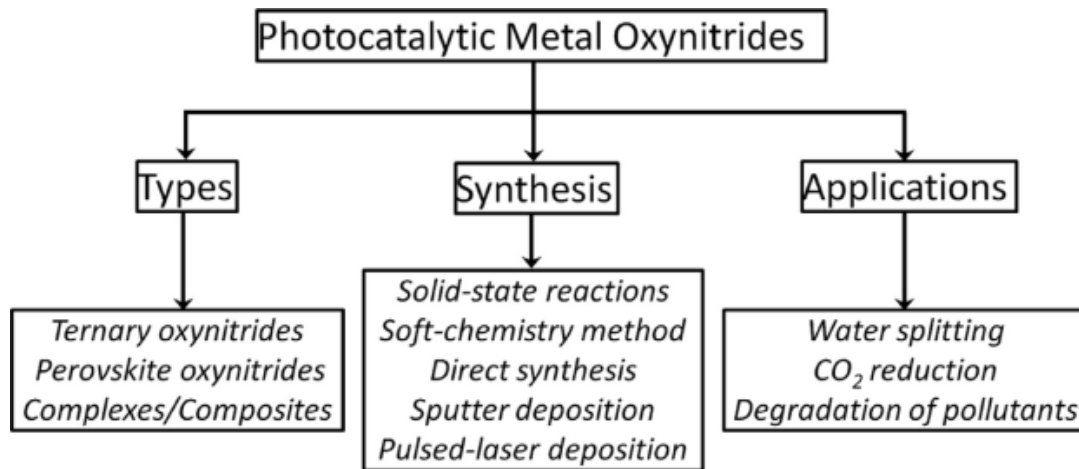 Photocatalytic Metal Oxynitrides
Types
Synthesis
Applications
Ternary oxynitrides
Perovskite oxynitrides
Complexes/Composites
Solid-state reactions
Soft-chemistry method
Direct synthesis
Sputter deposition
Pulsed-laser deposition
Water splitting
CO₂ reduction
Degradation of pollutants